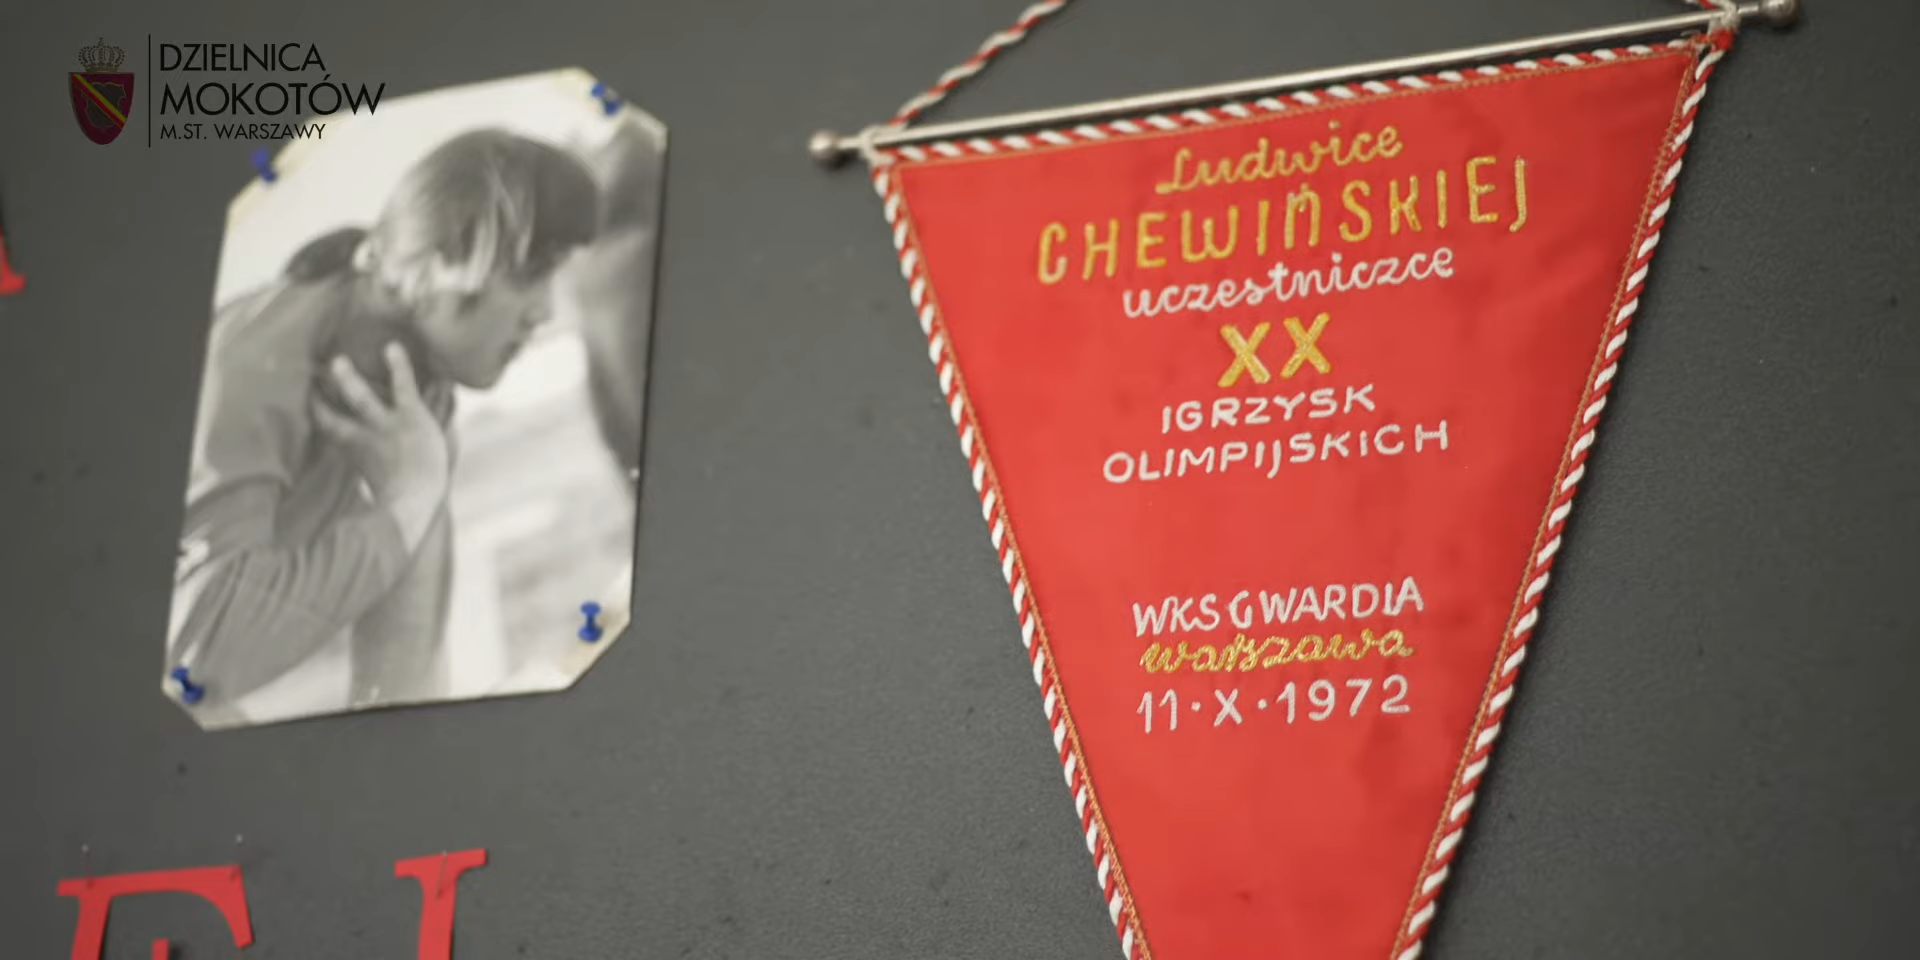 DZIELNICA
MOKOTÓW
M.ST. WARSZAWY
Ludwice
CHEWIŃSKIEJ
uczestniczce
XX
IGRZYSK
OLIMPIJSKICH
WKS GWARDIA
warszawa
11·X·1972